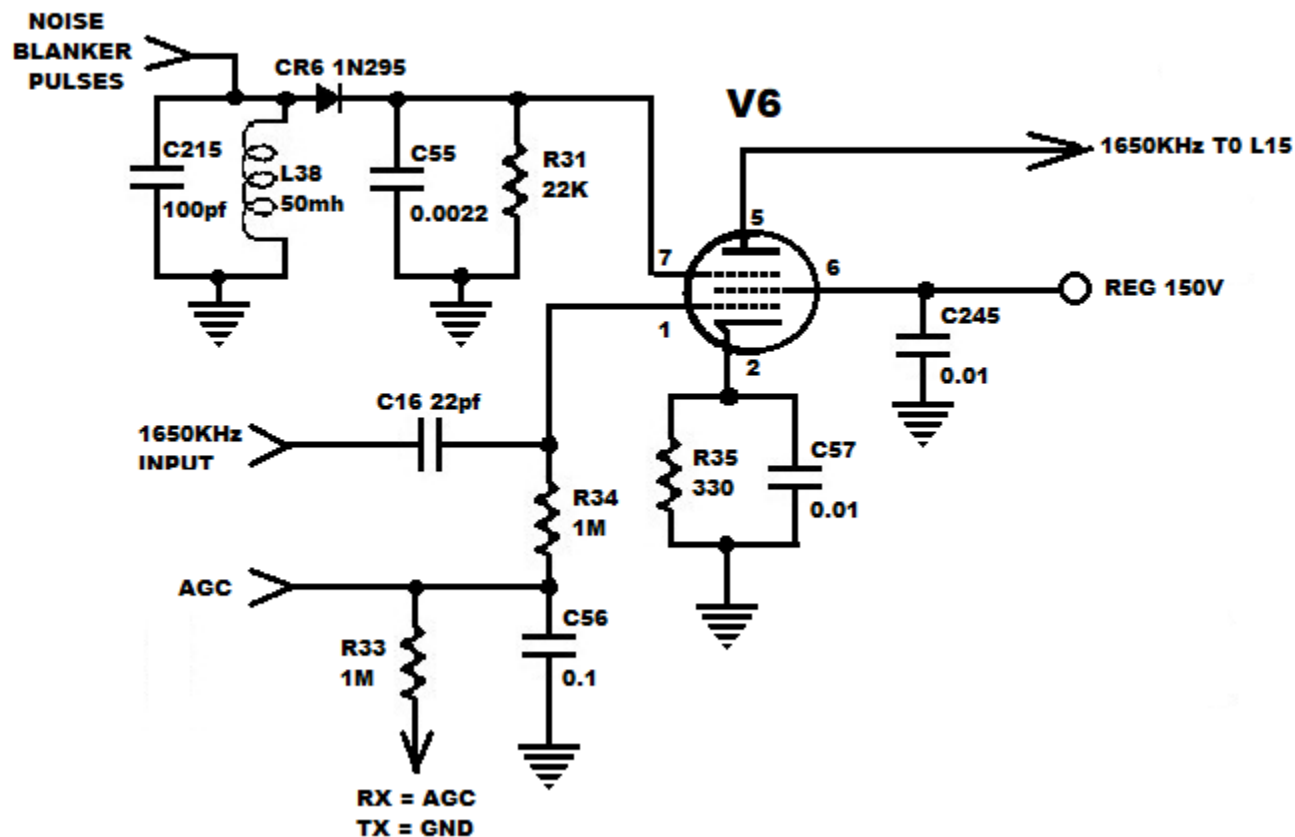 NOISE
BLANKER
PULSES
CR6 1N295
V6
C215
100pf
L38
50mh
C55
0.0022
R31
22K
1650KHz T0 L15
5
7
6
1
2
REG 150V
C245
0.01
C16 22pf
1650KHz
INPUT
R34
1M
R35
330
C57
0.01
AGC
R33
1M
C56
0.1
RX = AGC
TX = GND